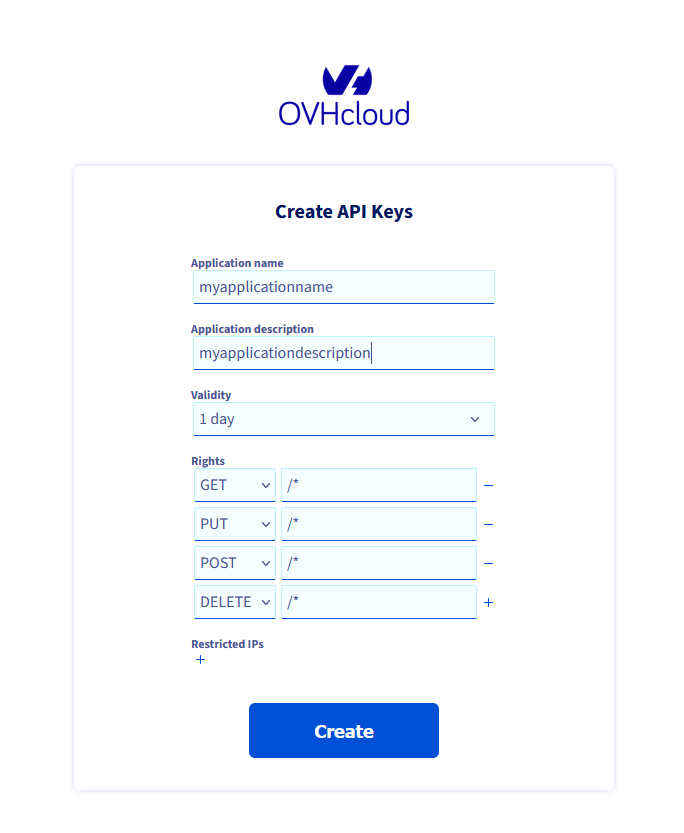 OVHcloud
Create API Keys
Application name
myapplicationname
Application description
myapplicationdescription
Validity
1 day
Rights
GET /*
PUT /*
POST /*
DELETE /*
Restricted IPs
Create